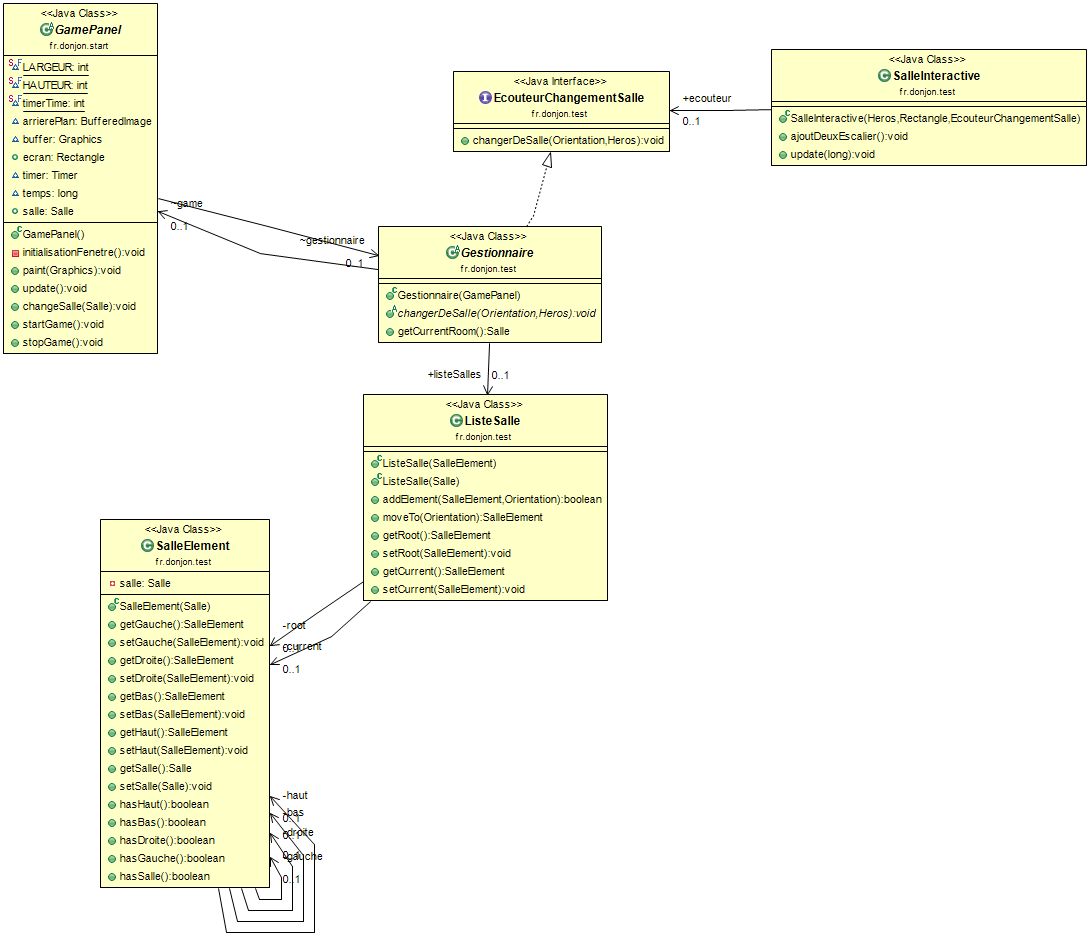 <<Java Class>>
GamePanel
fr.donjon.start
LARGEUR: int
HAUTEUR: int
timerTime: int
arrierePlan: BufferedImage
buffer: Graphics
ecran: Rectangle
timer: Timer
temps: long
salle: Salle
GamePanel()
initialisationFenetre():void
paint(Graphics):void
update():void
changeSalle(Salle):void
startGame():void
stopGame():void
~game
0..1
~gestionnaire
0..1
<<Java Interface>>
EcouteurChangementSalle
fr.donjon.test
changerDeSalle(Orientation,Heros):void
+ecouteur
0..1
<<Java Class>>
SalleInteractive
fr.donjon.test
SalleInteractive(Heros,Rectangle,EcouteurChangementSalle)
ajoutDeuxEscalier():void
update(long):void
<<Java Class>>
Gestionnaire
fr.donjon.test
Gestionnaire(GamePanel)
changerDeSalle(Orientation,Heros):void
getCurrentRoom():Salle
+listeSalles
0..1
<<Java Class>>
ListeSalle
fr.donjon.test
ListeSalle(SalleElement)
ListeSalle(Salle)
addElement(SalleElement,Orientation):boolean
moveTo(Orientation):SalleElement
getRoot():SalleElement
setRoot(SalleElement):void
getCurrent():SalleElement
setCurrent(SalleElement):void
-root
0..1
-current
0..1
<<Java Class>>
SalleElement
fr.donjon.test
salle: Salle
SalleElement(Salle)
getGauche():SalleElement
setGauche(SalleElement):void
getDroite():SalleElement
setDroite(SalleElement):void
getBas():SalleElement
setBas(SalleElement):void
getHaut():SalleElement
setHaut(SalleElement):void
getSalle():Salle
setSalle(Salle):void
hasHaut():boolean
hasBas():boolean
hasDroite():boolean
hasGauche():boolean
hasSalle():boolean
-haut
0..1
-bas
0..1
-droite
0..1
-gauche
0..1